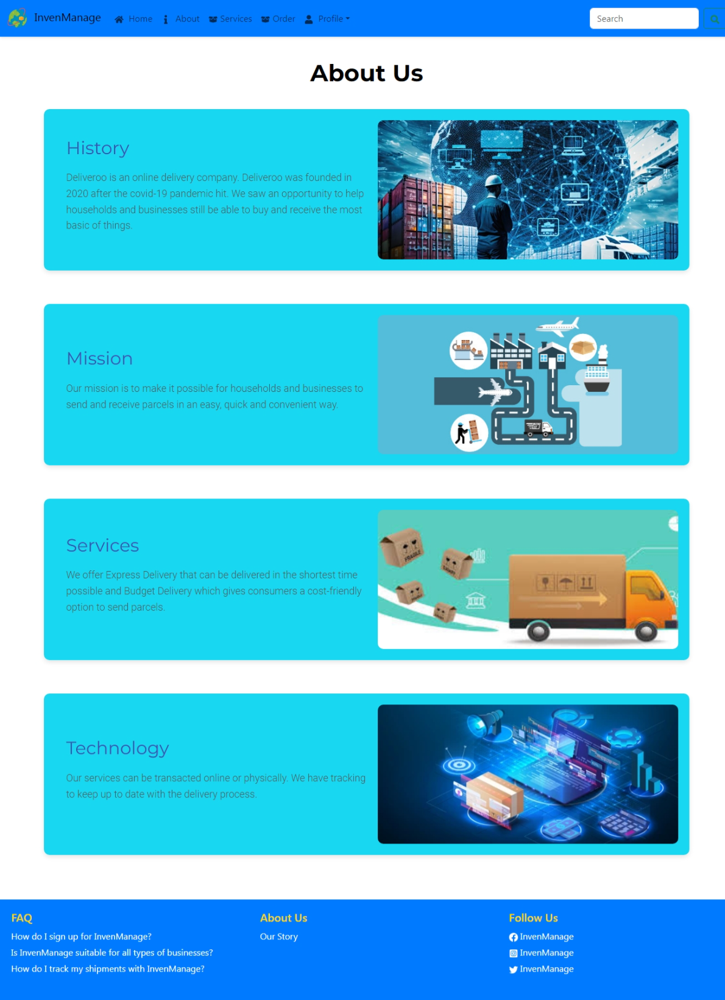 InvenManage Home About Services Order Profile Search
About Us
History
Deliveroo is an online delivery company. Deliveroo was founded in
2020 after the covid-19 pandemic hit. We saw an opportunity to help
households and businesses still be able to buy and receive the most
basic of things.
Mission
Our mission is to make it possible for households and businesses to
send and receive parcels in an easy, quick and convenient way.
Services
We offer Express Delivery that can be delivered in the shortest time
possible and Budget Delivery which gives consumers a cost-friendly
option to send parcels.
FRAGILE
Technology
Our services can be transacted online or physically. We have tracking
to keep up to date with the delivery process.
FAQ
How do I sign up for InvenManage?
Is InvenManage suitable for all types of businesses?
How do I track my shipments with InvenManage?
About Us
Our Story
Follow Us
InvenManage
InvenManage
InvenManage